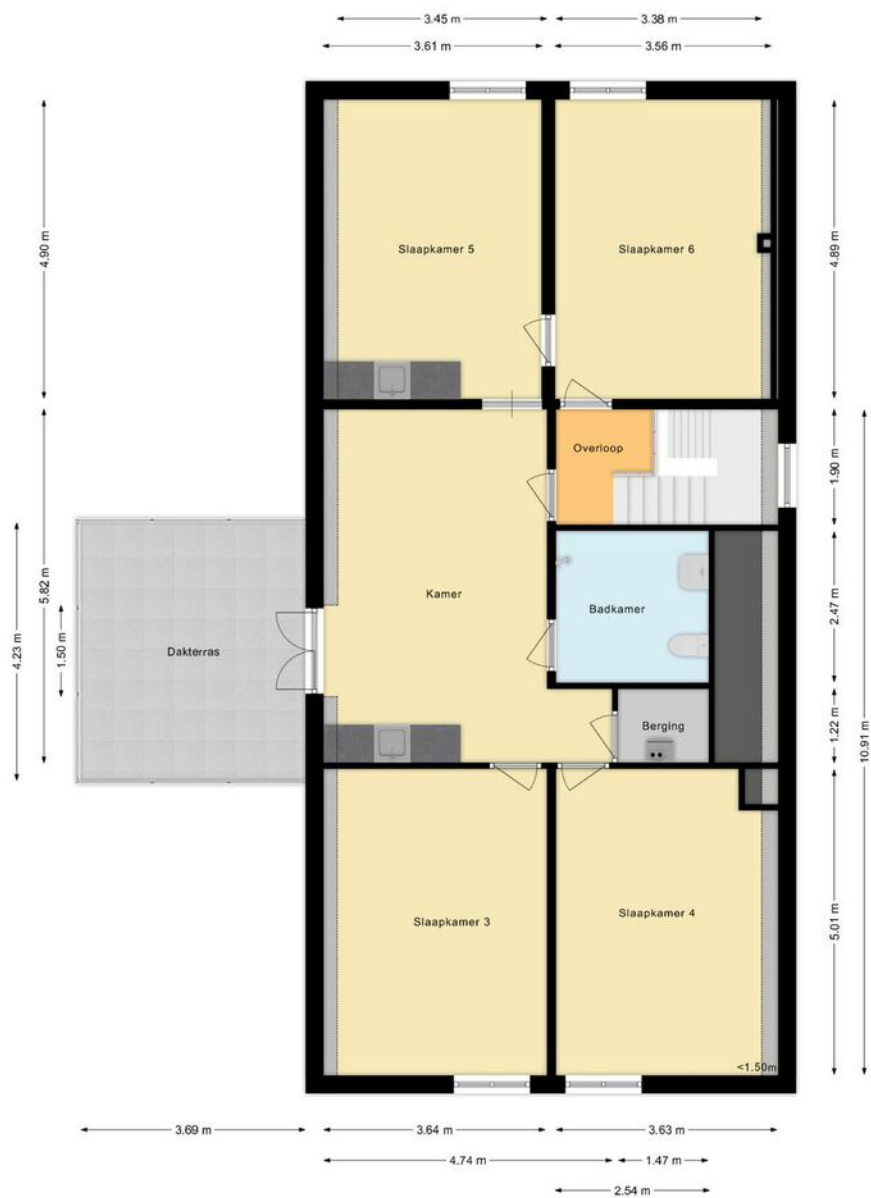 3.45 m
3.38 m
3.61 m
3.56 m
4.90 m
Slaapkamer 5
Slaapkamer 6
4.89 m
Overloop
1.90 m
5.82 m
4.23 m
1.50 m
Dakterras
Kamer
Badkamer
2.47 m
Berging
1.22 m
10.91 m
Slaapkamer 3
Slaapkamer 4
5.01 m
<1.50m
3.69 m
3.64 m
3.63 m
4.74 m
1.47 m
2.54 m